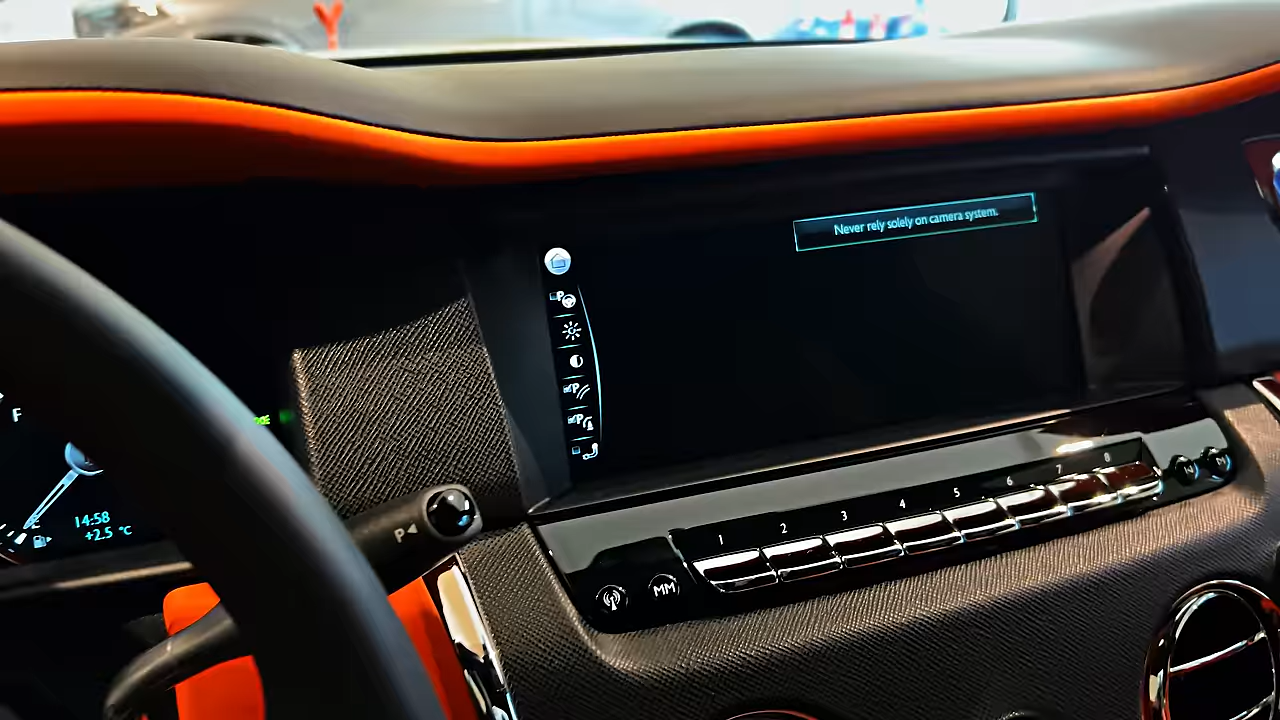 Never rely solely on camera system.
P
P
P
F
14:58
+2.5 °C
P◄
1 2 3 4 5 6 7 8
MM